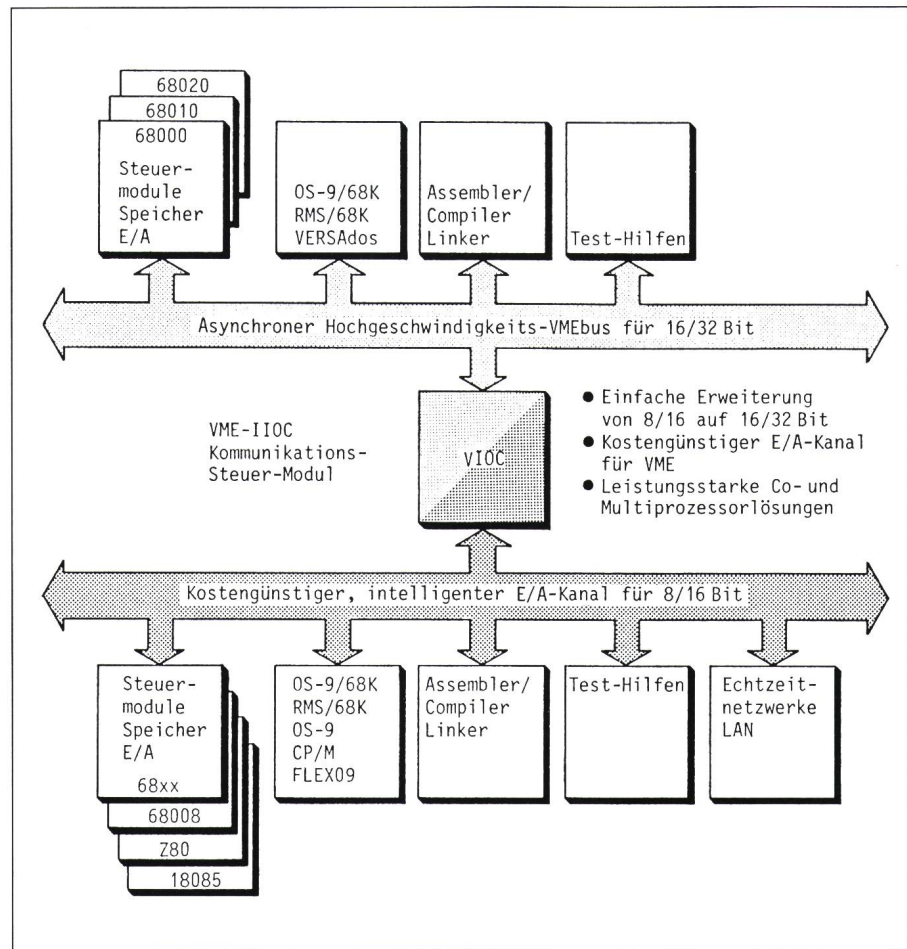 68020
68010
68000
Steuer-
module
Speicher
E/A
OS-9/68K
RMS/68K
VERSAdos
Assembler/
Compiler
Linker
Test-Hilfen
Asynchroner Hochgeschwindigkeits-VMEbus für 16/32 Bit
VME-IIOC
Kommunikations-
Steuer-Modul
VIOC
● Einfache Erweiterung
von 8/16 auf 16/32 Bit
● Kostengünstiger E/A-Kanal
für VME
● Leistungsstarke Co- und
Multiprozessorlösungen
Kostengünstiger, intelligenter E/A-Kanal für 8/16 Bit
Steuer-
module
Speicher
E/A
68xx
68008
Z80
18085
OS-9/68K
RMS/68K
OS-9
CP/M
FLEX09
Assembler/
Compiler
Linker
Test-Hilfen
Echtzeit-
netzwerke
LAN